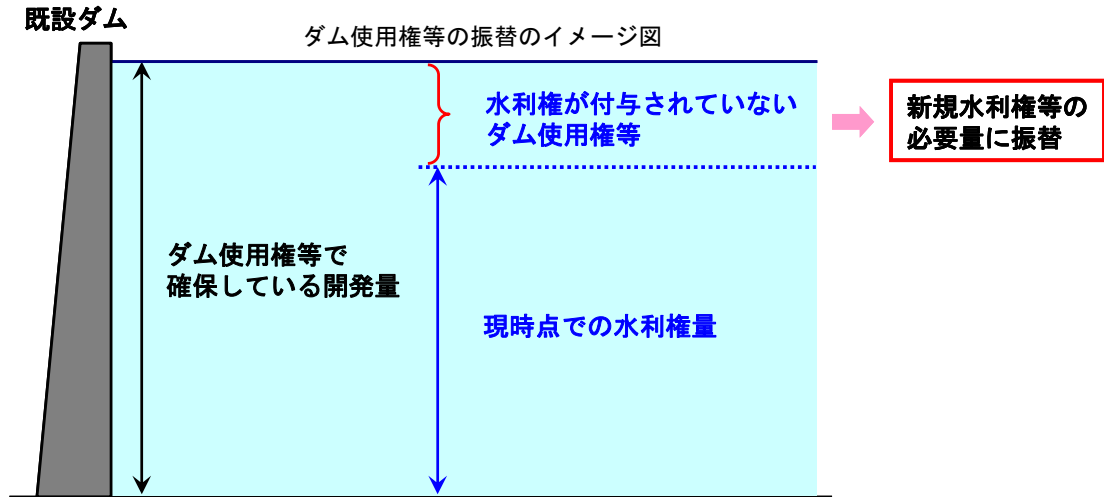 既設ダム
ダム使用権等の振替のイメージ図
水利権が付与されていない
ダム使用権等
新規水利権等の
必要量に振替
ダム使用権等で
確保している開発量
現時点での水利権量